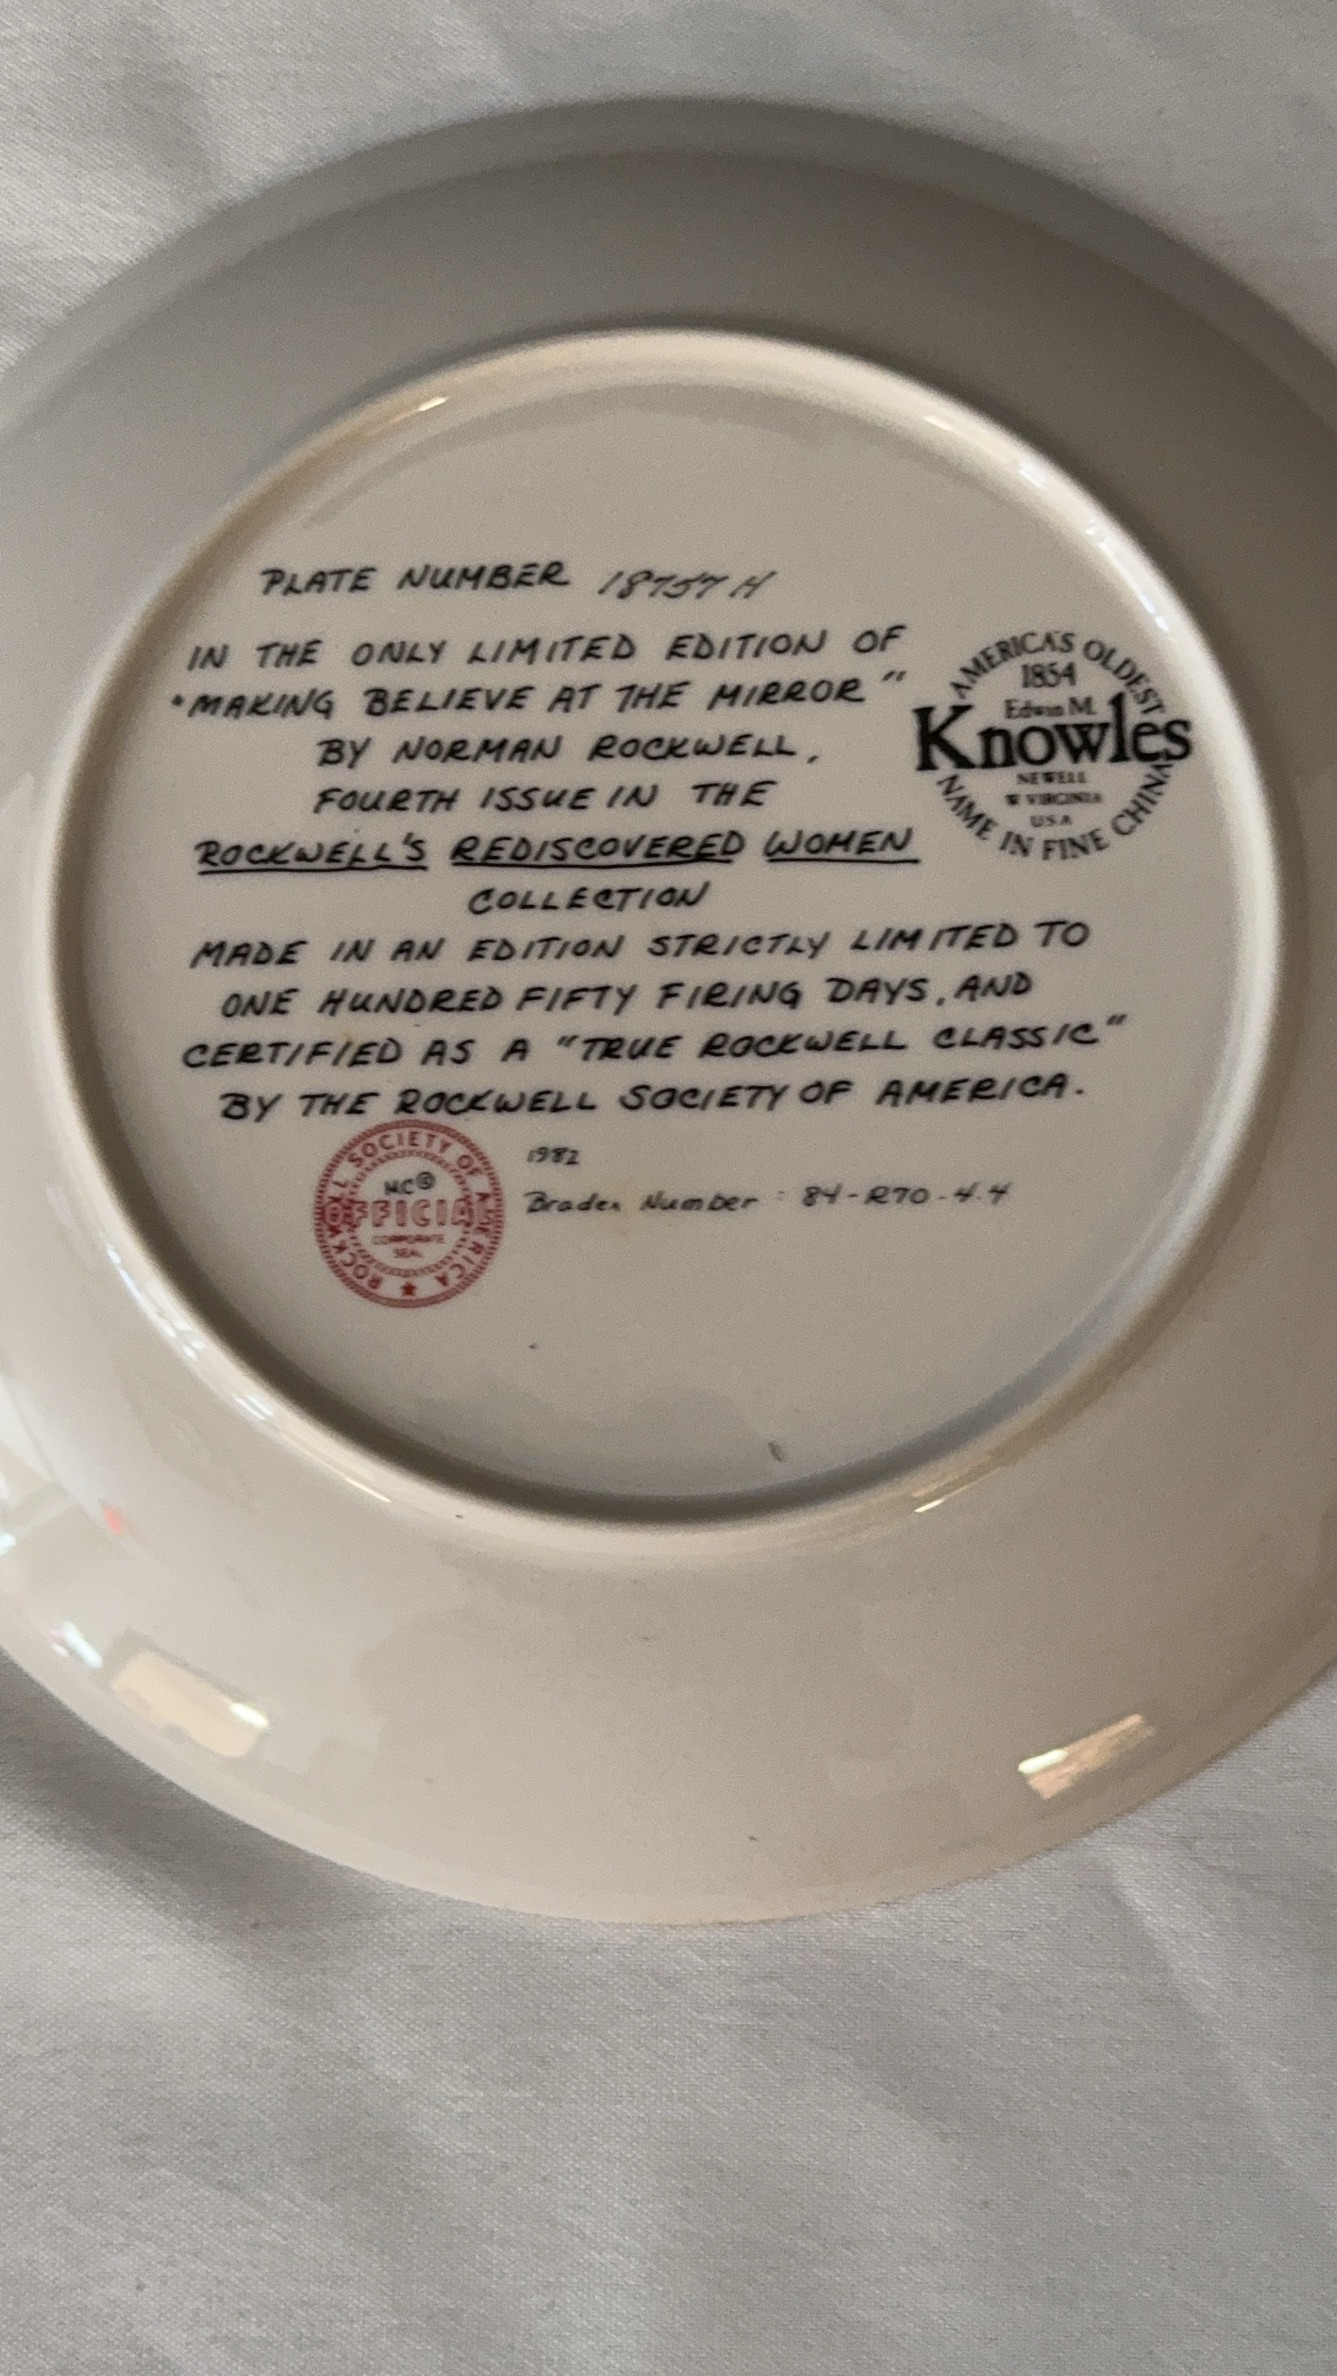 PLATE NUMBER 18757 H
IN THE ONLY LIMITED EDITION OF
"MAKING BELIEVE AT THE MIRROR"
BY NORMAN ROCKWELL,
FOURTH ISSUE IN THE
ROCKWELL'S REDISCOVERED WOMEN
COLLECTION
MADE IN AN EDITION STRICTLY LIMITED TO
ONE HUNDRED FIFTY FIRING DAYS, AND
CERTIFIED AS A "TRUE ROCKWELL CLASSIC"
BY THE ROCKWELL SOCIETY OF AMERICA.
AMERICA'S OLDEST
1854
Edwin M.
Knowles
NEWELL
W VIRGINIA
U.S.A
NAME IN FINE CHINA
ROCKWELL SOCIETY OF AMERICA
OFFICIAL
CORPORATE
SEAL
1982
Bradex Number : 84-R70-4.4